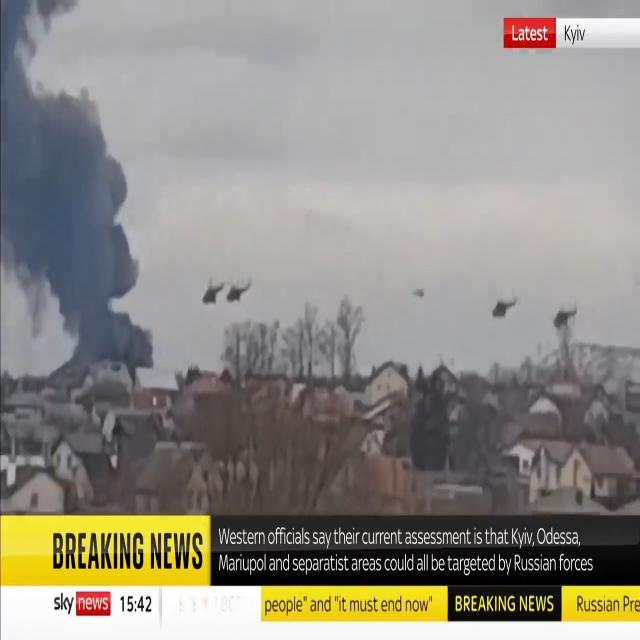 Latest Kyiv
BREAKING NEWS
Western officials say their current assessment is that Kyiv, Odessa,
Mariupol and separatist areas could all be targeted by Russian forces
sky news 15:42 people" and "it must end now" BREAKING NEWS Russian Pre